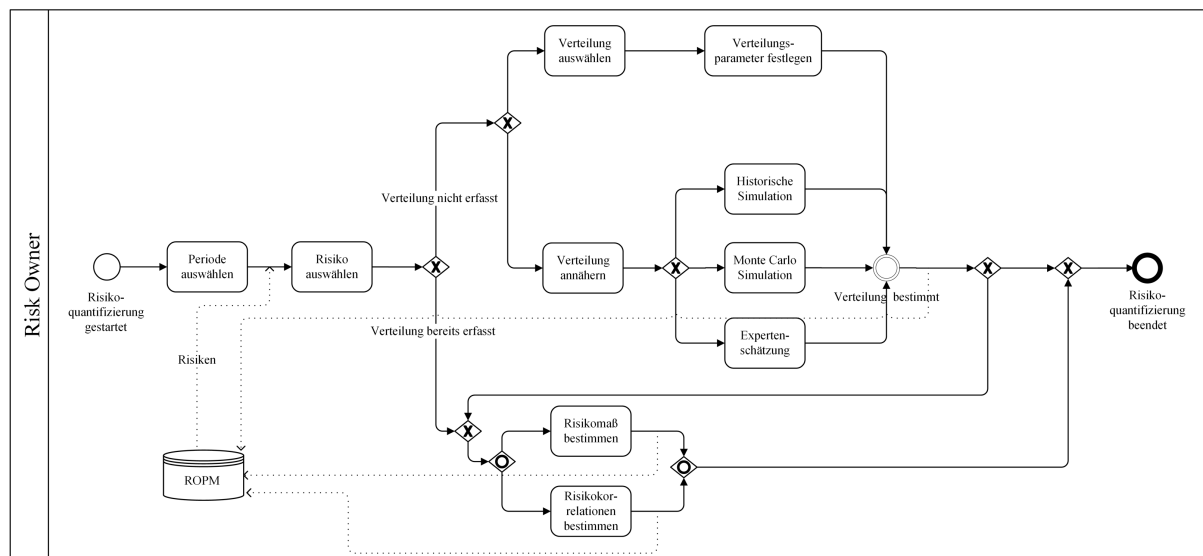 Risk Owner
Verteilung
auswählen
Verteilungs-
parameter festlegen
Verteilung nicht erfasst
Historische
Simulation
Periode
auswählen
Risiko
auswählen
Verteilung
annähern
Monte Carlo
Simulation
Risiko-
quantifizierung
gestartet
Verteilung bestimmt
Risiko-
quantifizierung
beendet
Verteilung bereits erfasst
Experten-
schätzung
Risiken
Risikomaß
bestimmen
ROPM
Risikokor-
relationen
bestimmen